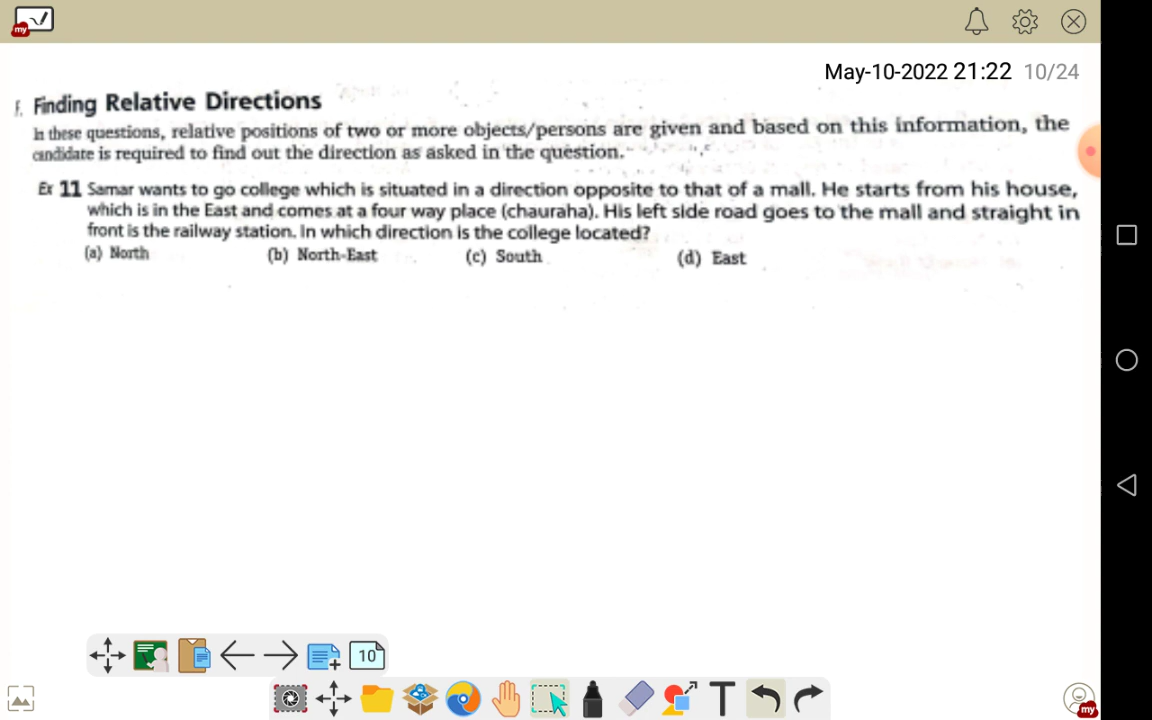 my
May-10-2022 21:22 10/24
F. Finding Relative Directions
In these questions, relative positions of two or more objects/persons are given and based on this information, the
candidate is required to find out the direction as asked in the question.
Ex 11 Samar wants to go college which is situated in a direction opposite to that of a mall. He starts from his house,
which is in the East and comes at a four way place (chauraha). His left side road goes to the mall and straight in
front is the railway station. In which direction is the college located?
(a) North (b) North-East (c) South (d) East
10
T
my